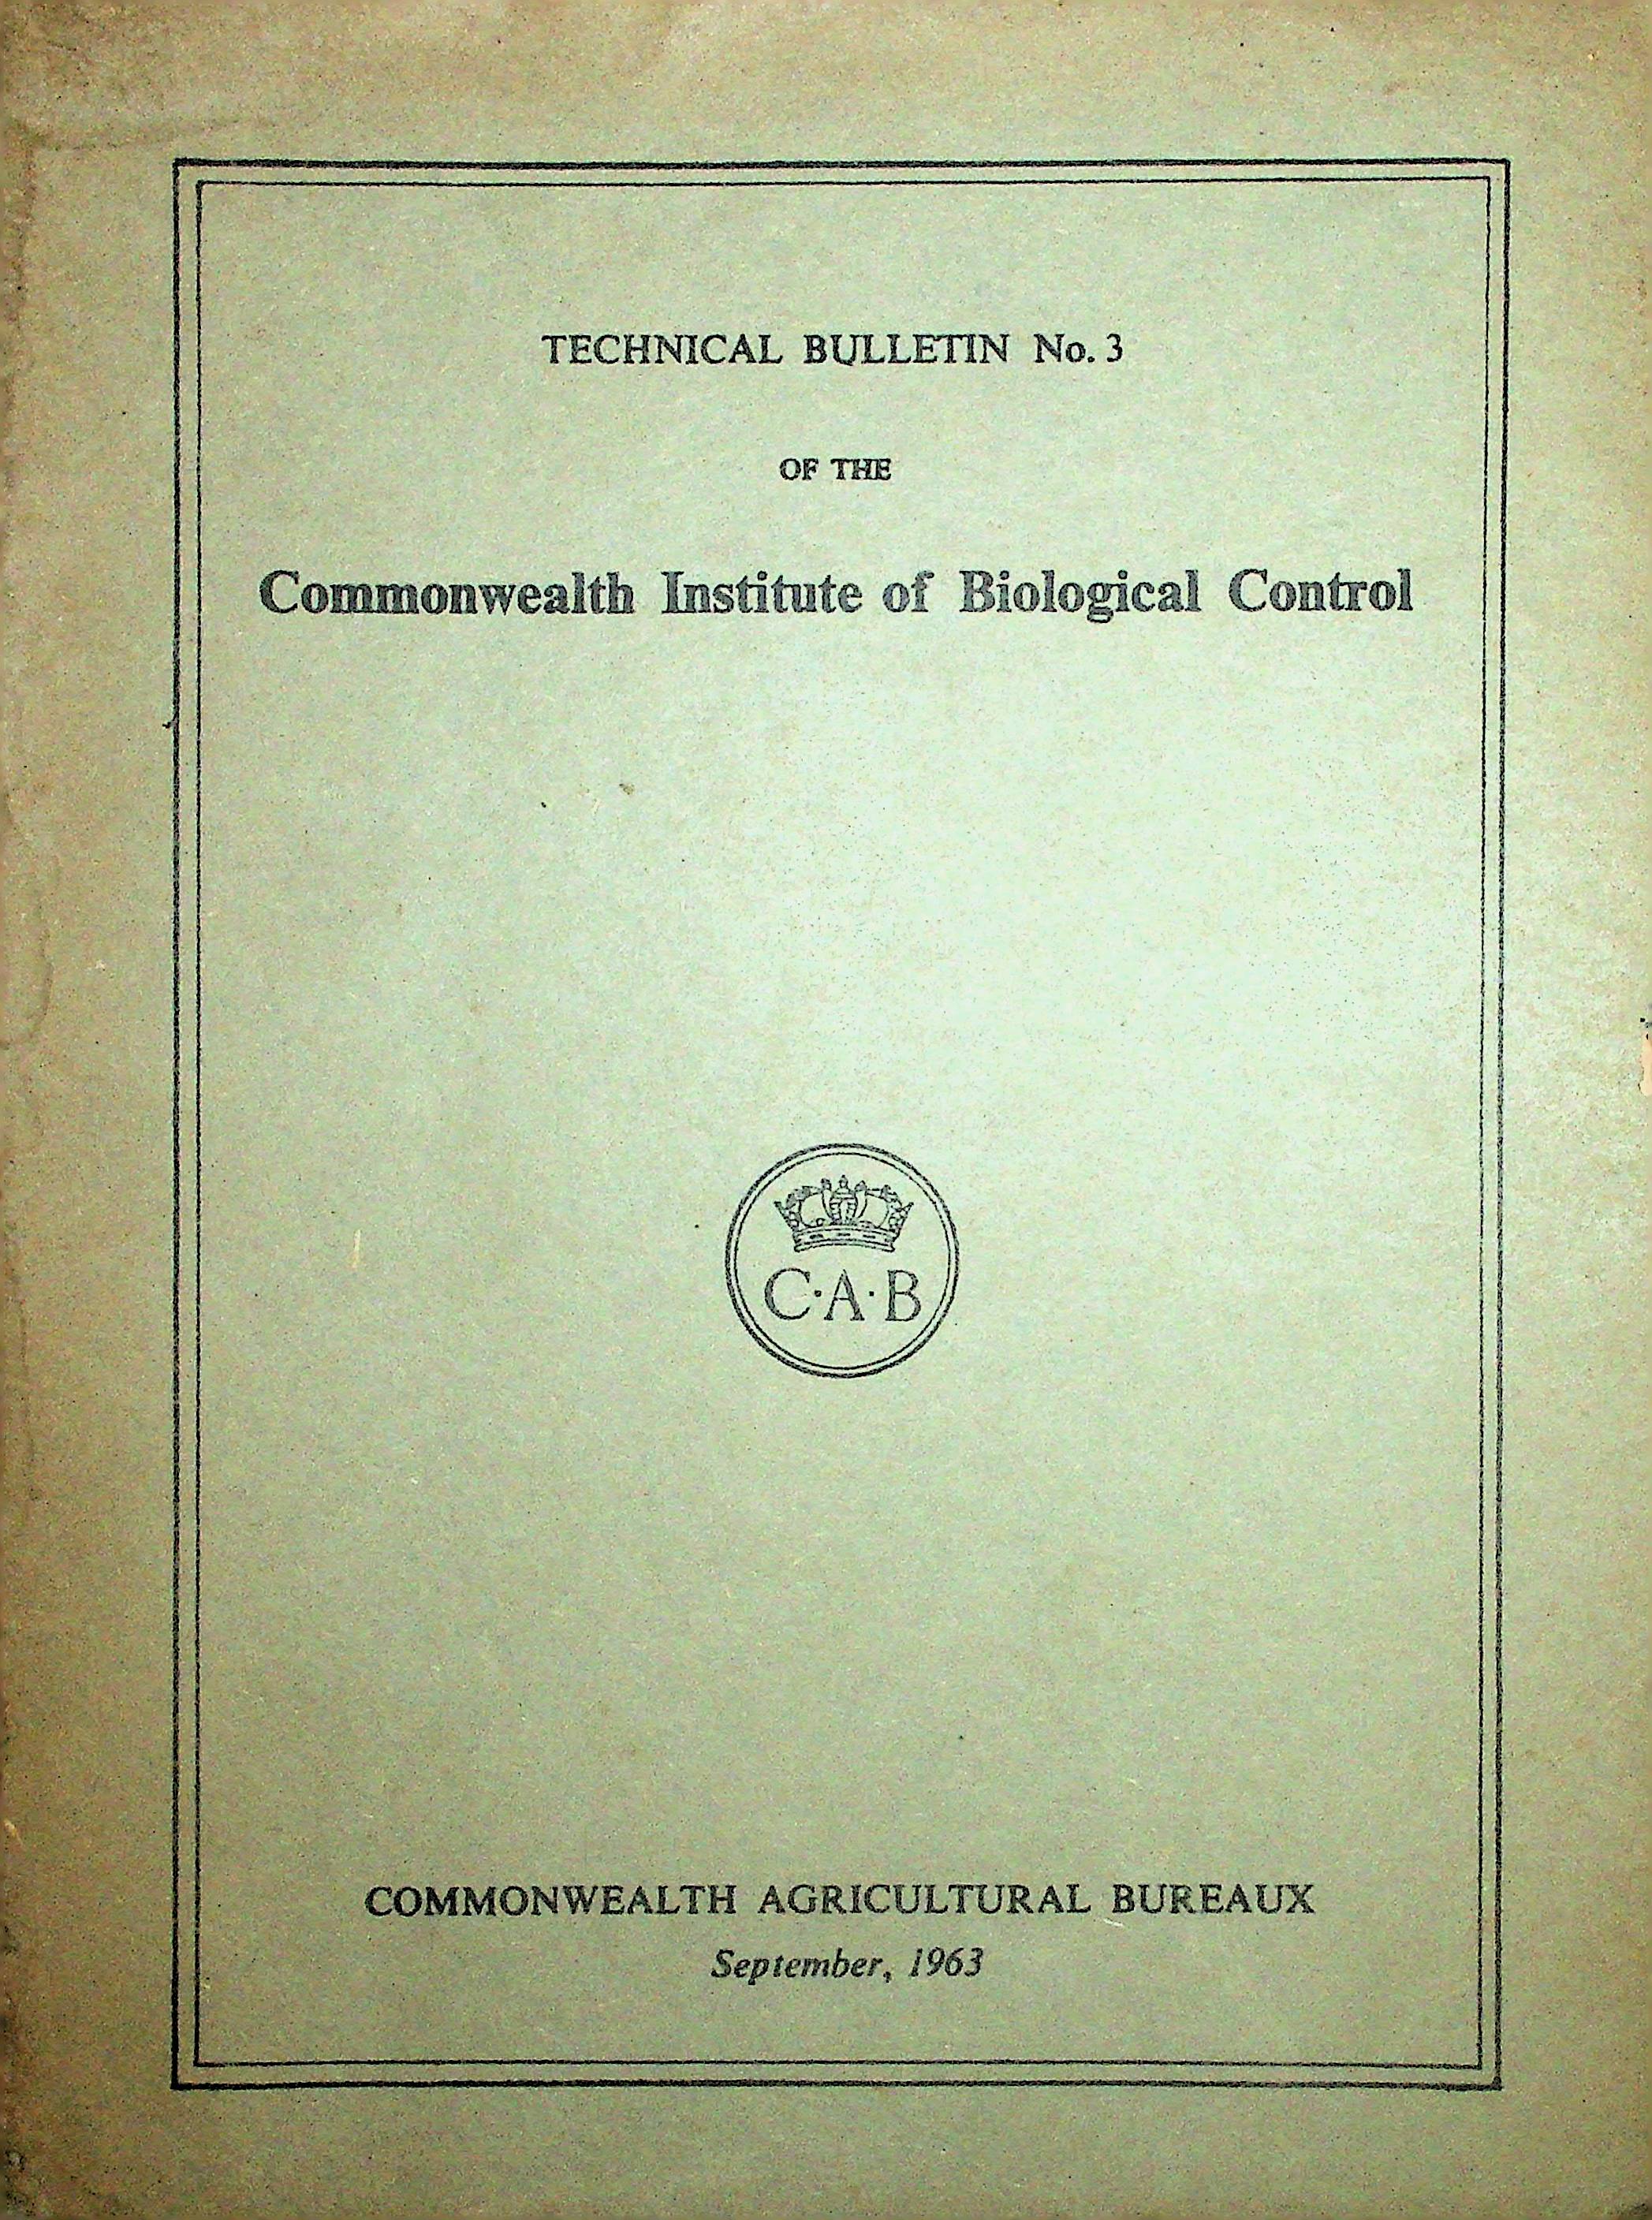 TECHNICAL BULLETIN No. 3
OF THE
Commonwealth Institute of Biological Control
C·A·B
COMMONWEALTH AGRICULTURAL BUREAUX
September, 1963